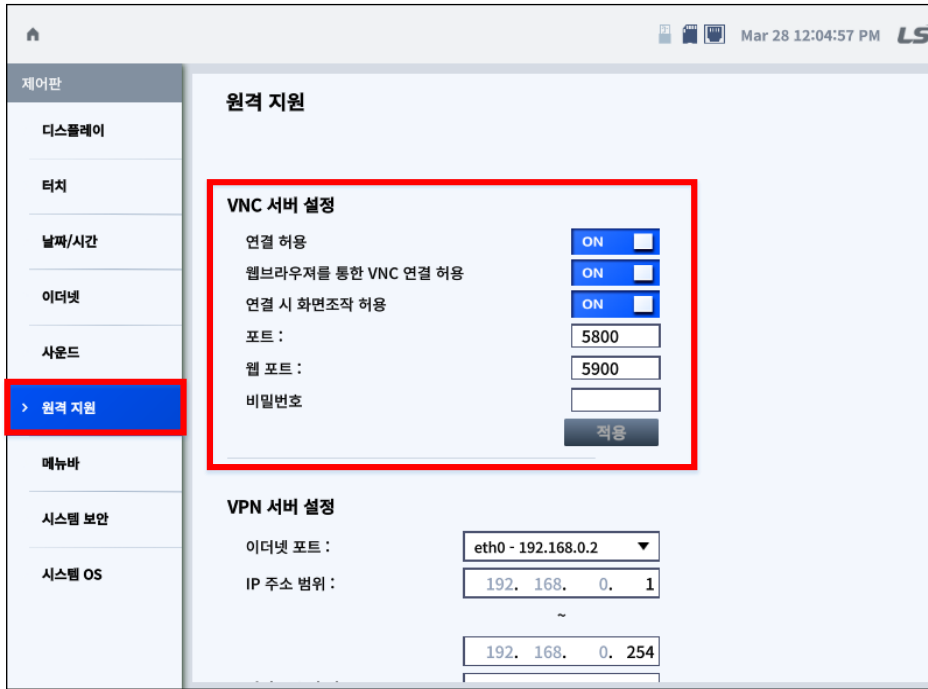 Mar 28 12:04:57 PM LS
제어판
디스플레이
터치
날짜/시간
이더넷
사운드
> 원격 지원
메뉴바
시스템 보안
시스템 OS
원격 지원
VNC 서버 설정
연결 허용 ON
웹브라우져를 통한 VNC 연결 허용 ON
연결 시 화면조작 허용 ON
포트 : 5800
웹 포트 : 5900
비밀번호
적용
VPN 서버 설정
이더넷 포트 : eth0 - 192.168.0.2
IP 주소 범위 : 192. 168. 0. 1
~
192. 168. 0. 254